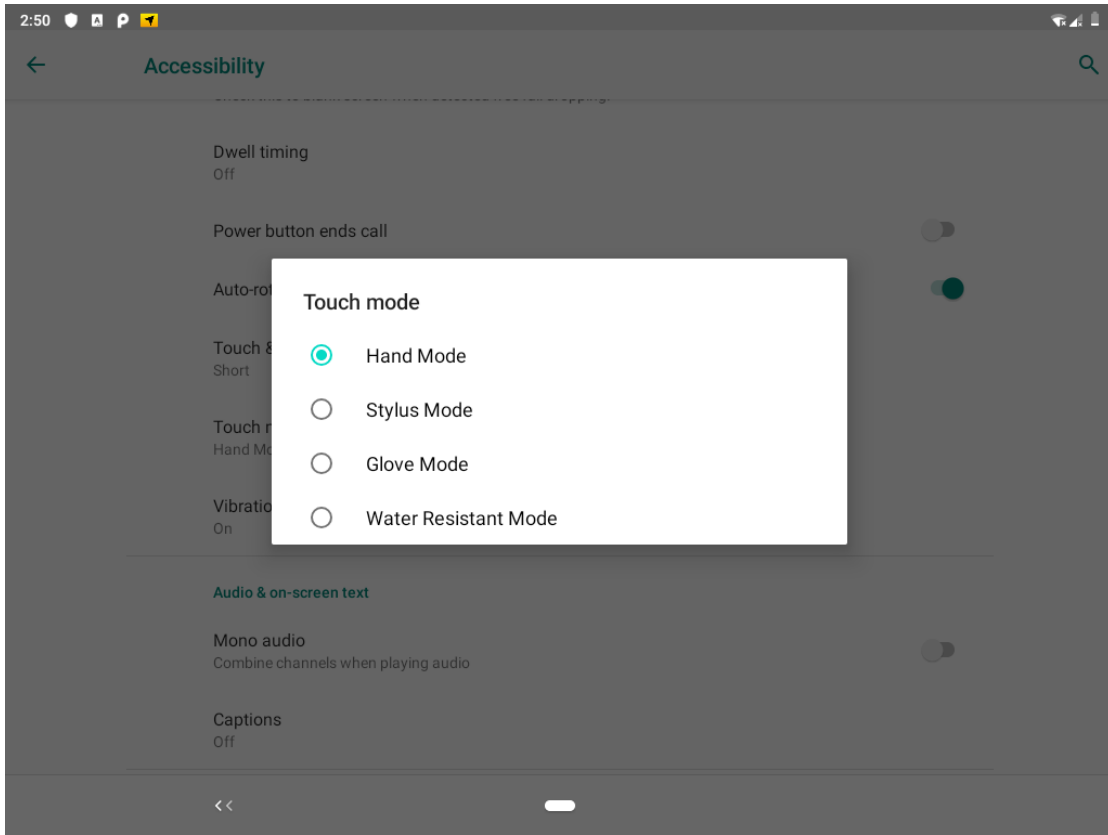 2:50
Accessibility
Dwell timing
Off
Power button ends call
Auto-rot
Touch &
Short
Touch
Hand Mo
Vibratio
On
Touch mode
Hand Mode
Stylus Mode
Glove Mode
Water Resistant Mode
Audio & on-screen text
Mono audio
Combine channels when playing audio
Captions
Off